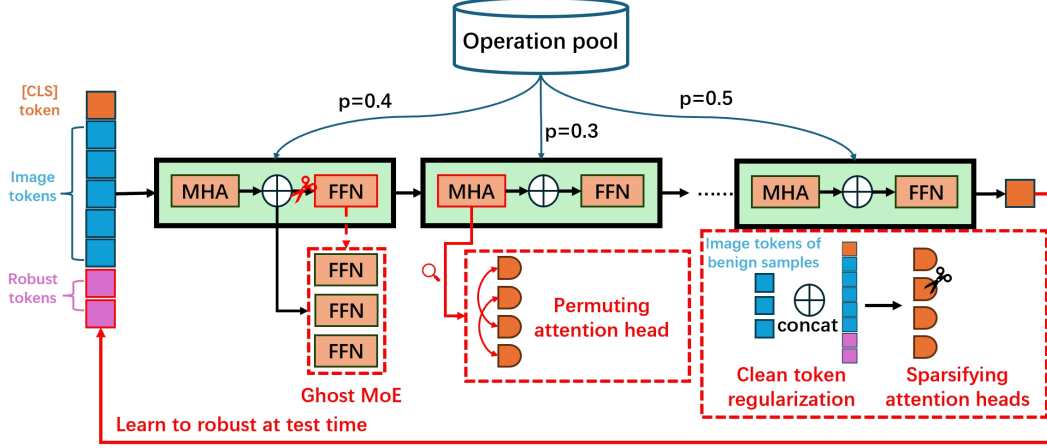 Operation pool
[CLS]
token
Image
tokens
Robust
tokens
p=0.4
p=0.3
p=0.5
MHA
FFN
MHA
FFN
......
MHA
FFN
FFN
FFN
FFN
Ghost MoE
Permuting
attention head
Image tokens of
benign samples
concat
Clean token
regularization
Sparsifying
attention heads
Learn to robust at test time